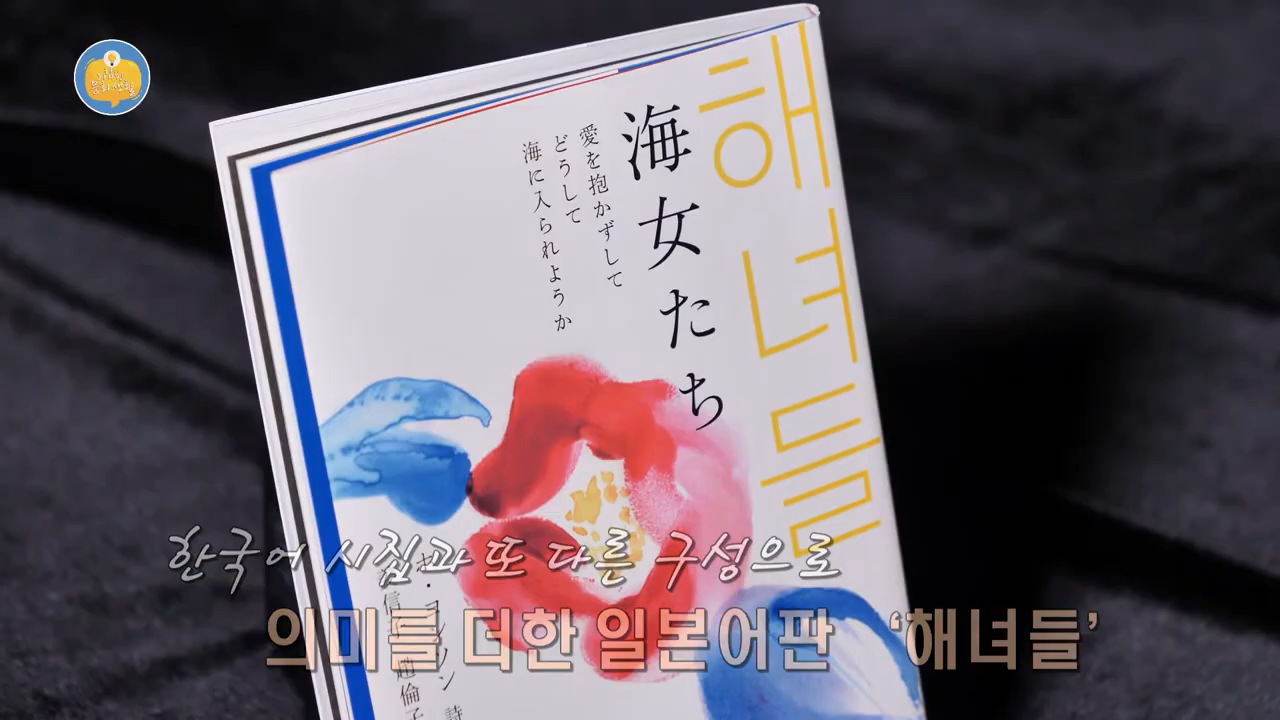 해녀들
海女たち
愛を抱かずして
どうして
海に入られようか
한국어 시집과 또 다른 구성으로
의미를 더한 일본어판 ‘해녀들’